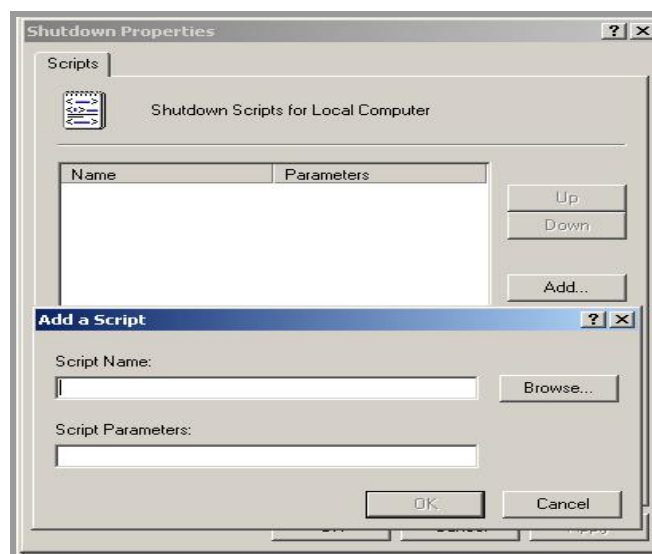 Shutdown Properties
Scripts
Shutdown Scripts for Local Computer
Name Parameters
Up
Down
Add...
Add a Script
Script Name:
Browse...
Script Parameters:
OK Cancel